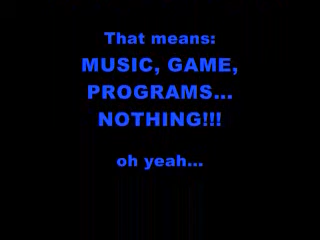 That means:
MUSIC, GAME,
PROGRAMS...
NOTHING!!!
oh yeah...